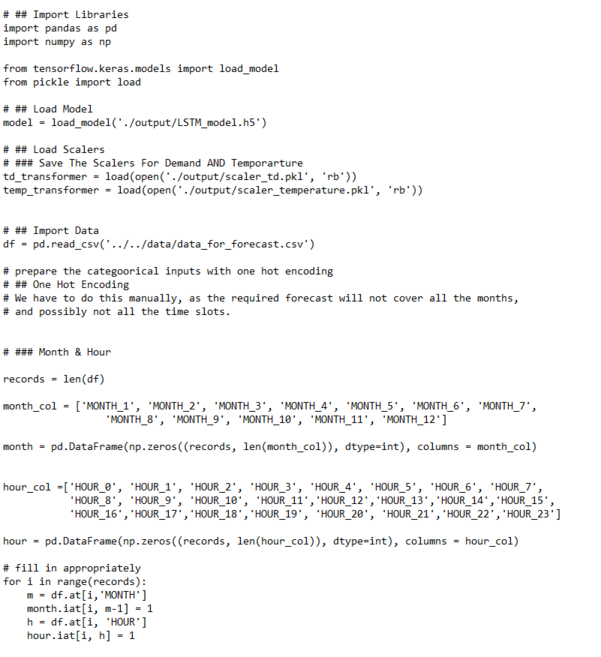 # ## Import Libraries
import pandas as pd
import numpy as np
from tensorflow.keras.models import load_model
from pickle import load
# ## Load Model
model = load_model('./output/LSTM_model.h5')
# ## Load Scalers
# ### Save The Scalers For Demand AND Temporarture
td_transformer = load(open('./output/scaler_td.pkl', 'rb'))
temp_transformer = load(open('./output/scaler_temperature.pkl', 'rb'))
# ## Import Data
df = pd.read_csv('../../data/data_for_forecast.csv')
# prepare the categoorical inputs with one hot encoding
# ## One Hot Encoding
# We have to do this manually, as the required forecast will not cover all the months,
# and possibly not all the time slots.
# ### Month & Hour
records = len(df)
month_col = ['MONTH_1', 'MONTH_2', 'MONTH_3', 'MONTH_4', 'MONTH_5', 'MONTH_6', 'MONTH_7',
'MONTH_8', 'MONTH_9', 'MONTH_10', 'MONTH_11', 'MONTH_12']
month = pd.DataFrame(np.zeros((records, len(month_col)), dtype=int), columns = month_col)
hour_col =['HOUR_0', 'HOUR_1', 'HOUR_2', 'HOUR_3', 'HOUR_4', 'HOUR_5', 'HOUR_6', 'HOUR_7',
'HOUR_8', 'HOUR_9', 'HOUR_10', 'HOUR_11','HOUR_12','HOUR_13','HOUR_14','HOUR_15',
'HOUR_16','HOUR_17','HOUR_18','HOUR_19', 'HOUR_20', 'HOUR_21','HOUR_22','HOUR_23']
hour = pd.DataFrame(np.zeros((records, len(hour_col)), dtype=int), columns = hour_col)
# fill in appropriately
for i in range(records):
m = df.at[i,'MONTH']
month.iat[i, m-1] = 1
h = df.at[i, 'HOUR']
hour.iat[i, h] = 1